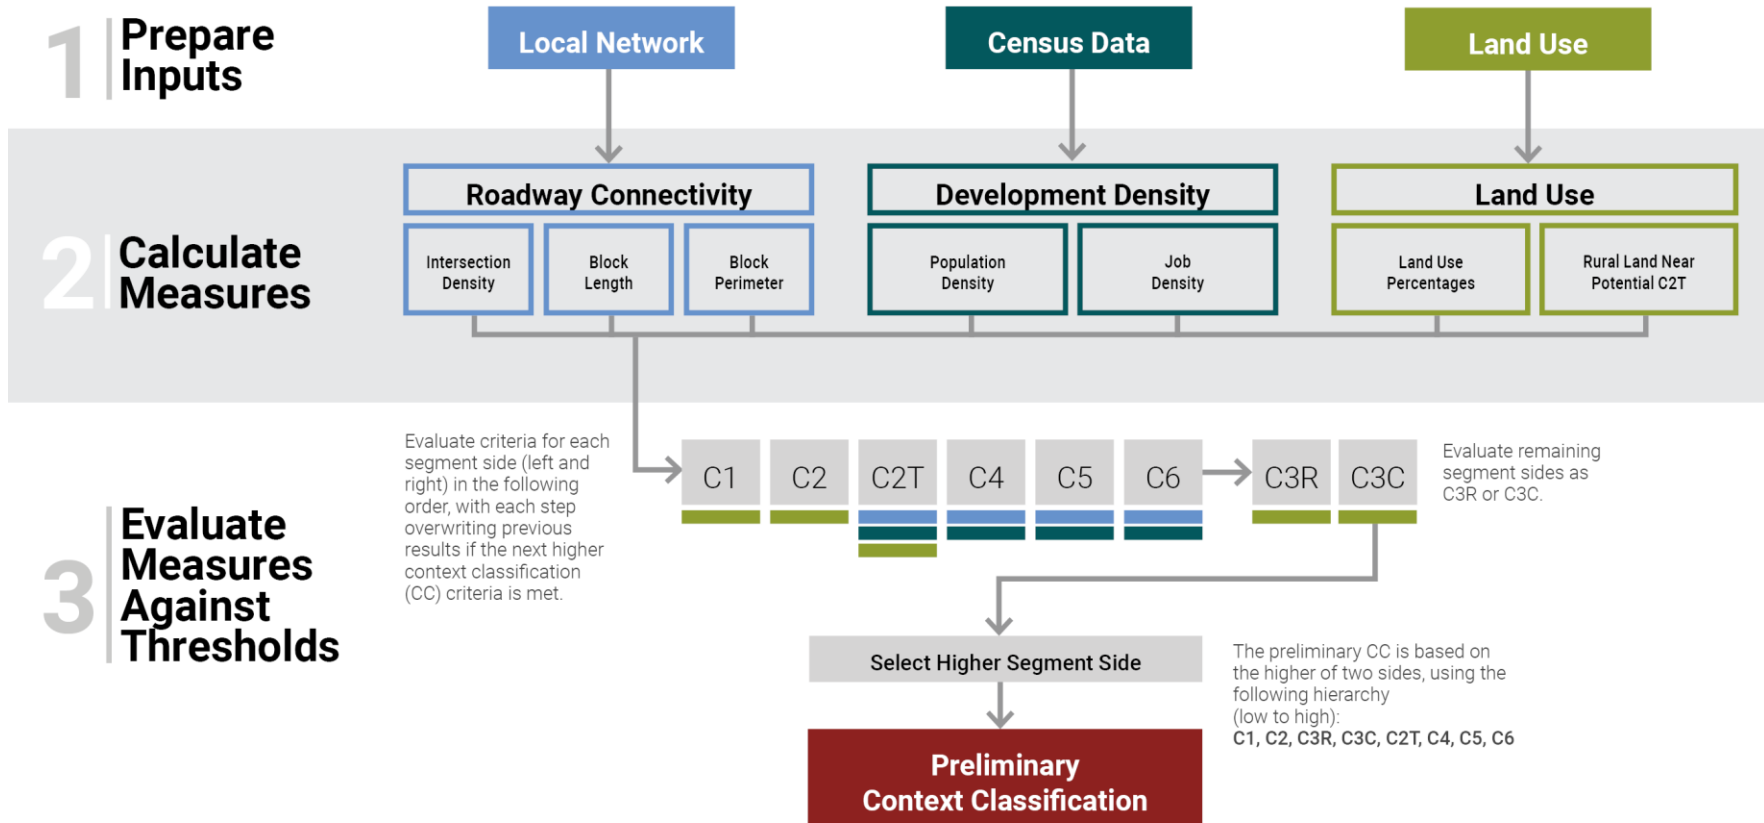 1
Prepare
Inputs
Local Network
Census Data
Land Use
2
Calculate
Measures
Roadway Connectivity
Intersection
Density
Block
Length
Block
Perimeter
Development Density
Population
Density
Job
Density
Land Use
Land Use
Percentages
Rural Land Near
Potential C2T
3
Evaluate
Measures
Against
Thresholds
Evaluate criteria for each
segment side (left and
right) in the following
order, with each step
overwriting previous
results if the next higher
context classification
(CC) criteria is met.
C1
C2
C2T
C4
C5
C6
C3R
C3C
Evaluate remaining
segment sides as
C3R or C3C.
Select Higher Segment Side
The preliminary CC is based on
the higher of two sides, using the
following hierarchy
(low to high):
C1, C2, C3R, C3C, C2T, C4, C5, C6
Preliminary
Context Classification